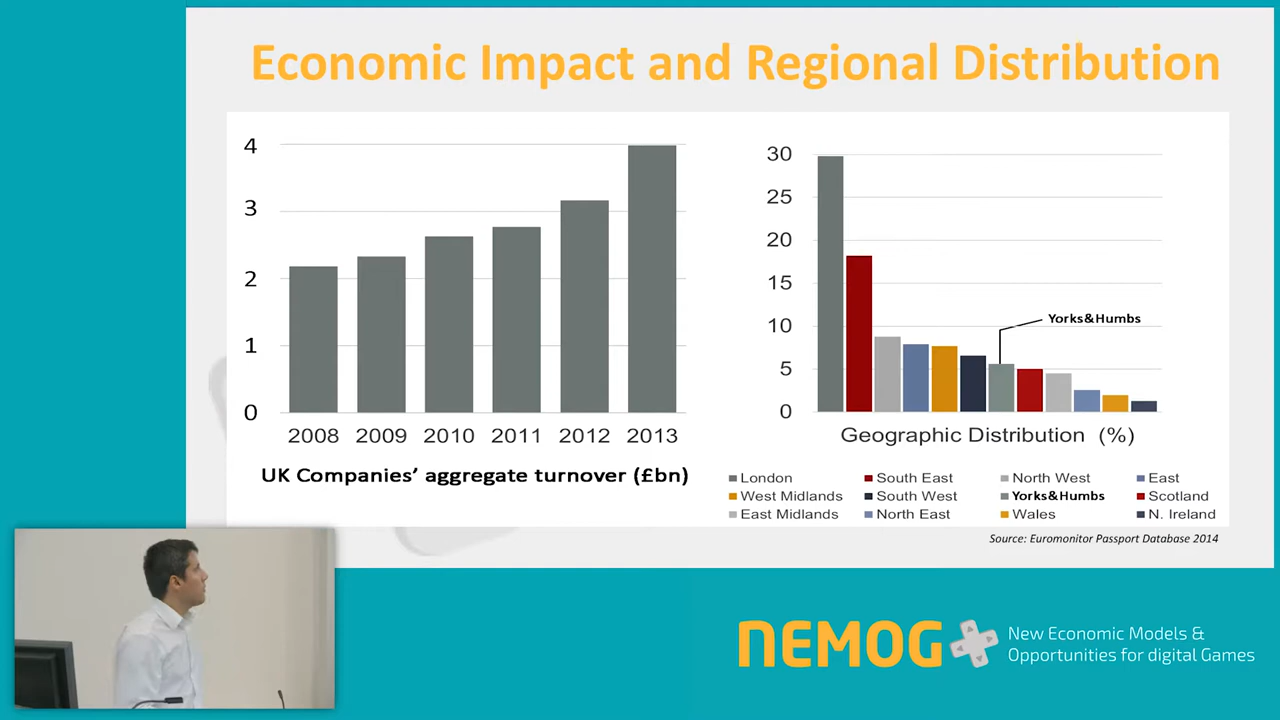 Economic Impact and Regional Distribution
4
3
2
1
0
2008 2009 2010 2011 2012 2013
UK Companies’ aggregate turnover (£bn)
30
25
20
15
10
5
0
Yorks&Humbs
Geographic Distribution (%)
London South East North West East
West Midlands South West Yorks&Humbs Scotland
East Midlands North East Wales N. Ireland
Source: Euromonitor Passport Database 2014
NEMOG
New Economic Models &
Opportunities for digital Games